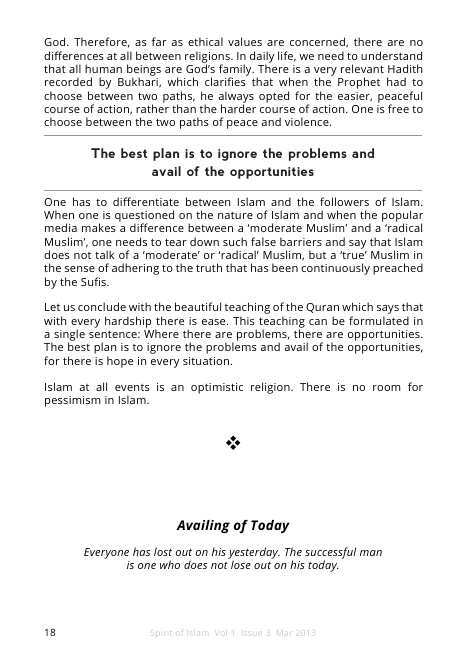 God. Therefore, as far as ethical values are concerned, there are no
differences at all between religions. In daily life, we need to understand
that all human beings are God’s family. There is a very relevant Hadith
recorded by Bukhari, which clarifies that when the Prophet had to
choose between two paths, he always opted for the easier, peaceful
course of action, rather than the harder course of action. One is free to
choose between the two paths of peace and violence.
The best plan is to ignore the problems and
avail of the opportunities
One has to differentiate between Islam and the followers of Islam.
When one is questioned on the nature of Islam and when the popular
media makes a difference between a ‘moderate Muslim’ and a ‘radical
Muslim’, one needs to tear down such false barriers and say that Islam
does not talk of a ‘moderate’ or ‘radical’ Muslim, but a ‘true’ Muslim in
the sense of adhering to the truth that has been continuously preached
by the Sufis.
Let us conclude with the beautiful teaching of the Quran which says that
with every hardship there is ease. This teaching can be formulated in
a single sentence: Where there are problems, there are opportunities.
The best plan is to ignore the problems and avail of the opportunities,
for there is hope in every situation.
Islam at all events is an optimistic religion. There is no room for
pessimism in Islam.
Availing of Today
Everyone has lost out on his yesterday. The successful man
is one who does not lose out on his today.
18 Spirit of Islam Vol 1 Issue 3 Mar 2013